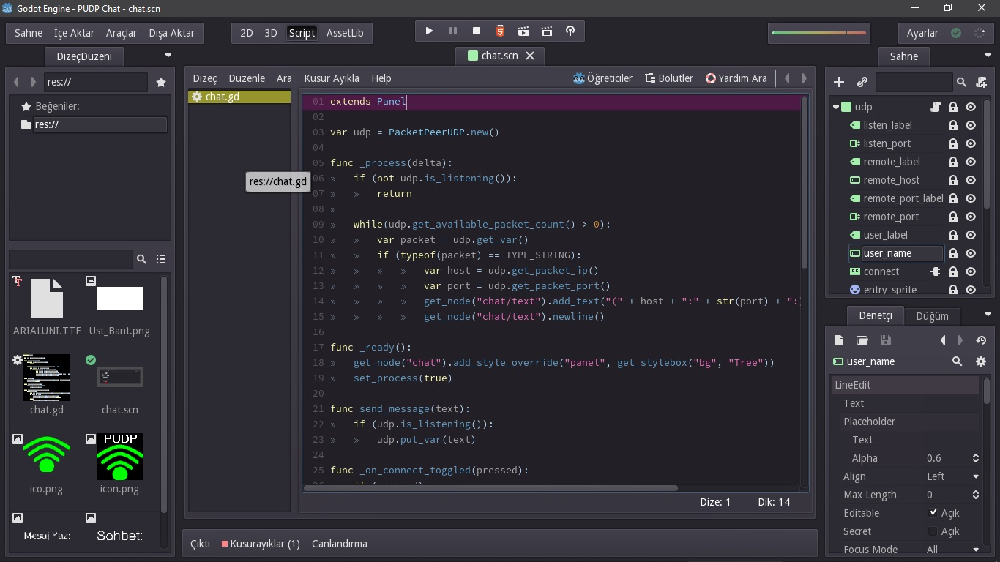 Godot Engine - PUDP Chat - chat.scn
Sahne İçe Aktar Araçlar Dışa Aktar
2D 3D Script AssetLib
Ayarlar
DizeçDüzeni
chat.scn
Sahne
res://
Beğeniler:
res://
ARIALUNI.TTF
Ust_Bant.png
chat.gd
chat.scn
PUDP
ico.png
icon.png
Mesaj Yaz:
Sohbet:
Dizeç Düzenle Ara Kusur Ayıkla Help
Öğreticiler Bölütler Yardım Ara
chat.gd
res://chat.gd
01 extends Panel
02
03 var udp = PacketPeerUDP.new()
04
05 func _process(delta):
06 » if (not udp.is_listening()):
07 » » return
08 »
09 » while(udp.get_available_packet_count() > 0):
10 » » var packet = udp.get_var()
11 » » if (typeof(packet) == TYPE_STRING):
12 » » » » var host = udp.get_packet_ip()
13 » » » » var port = udp.get_packet_port()
14 » » » » get_node("chat/text").add_text("(" + host + ":" + str(port) + ":
15 » » » » get_node("chat/text").newline()
16
17 func _ready():
18 » get_node("chat").add_style_override("panel", get_stylebox("bg", "Tree"))
19 » set_process(true)
20
21 func send_message(text):
22 » if (udp.is_listening()):
23 » » udp.put_var(text)
24
25 func _on_connect_toggled(pressed):
26 » if (pressed):
Dize: 1 Dik: 14
Çıktı Kusurayıklar (1) Canlandırma
udp
listen_label
listen_port
remote_label
remote_host
remote_port_label
remote_port
user_label
user_name
OK connect
entry_sprite
Denetçi Düğüm
user_name
LineEdit
Text
Placeholder
Text
Alpha 0.6
Align Left
Max Length 0
Editable Açık
Secret Açık
Focus Mode All